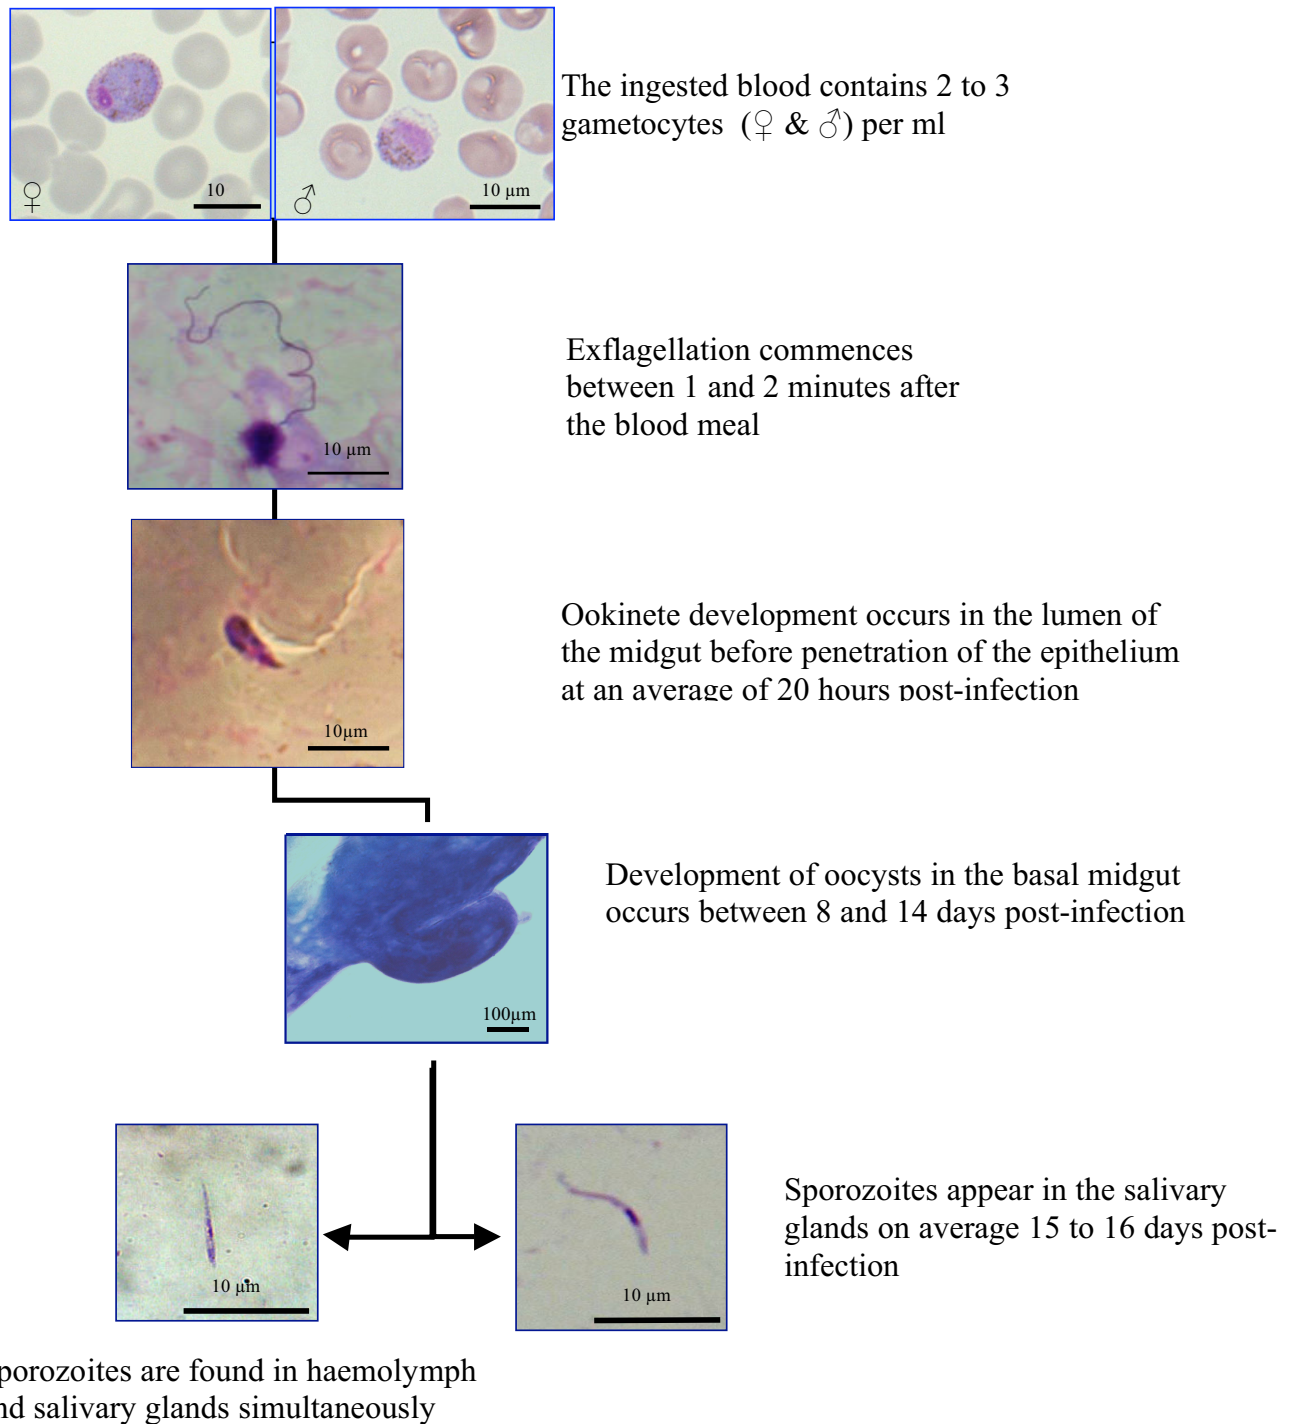 The ingested blood contains 2 to 3
gametocytes (♀ & ♂) per ml
10
♀
10 µm
♂
Exflagellation commences
between 1 and 2 minutes after
the blood meal
10 µm
Ookinete development occurs in the lumen of
the midgut before penetration of the epithelium
at an average of 20 hours post-infection
10µm
Development of oocysts in the basal midgut
occurs between 8 and 14 days post-infection
100µm
Sporozoites appear in the salivary
glands on average 15 to 16 days post-
infection
10 µm
10 µm
porozoites are found in haemolymph
nd salivary glands simultaneously